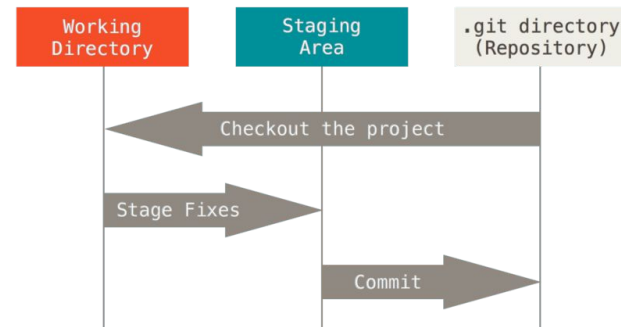 Working
Directory
Staging
Area
.git directory
(Repository)
Checkout the project
Stage Fixes
Commit